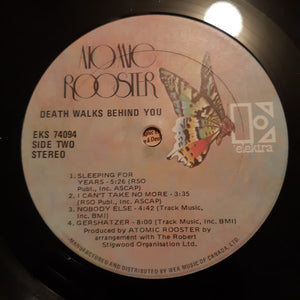 ATOMIC
ROOSTER
DEATH WALKS BEHIND YOU
EKS 74094
SIDE TWO
STEREO
elektra
1 - SLEEPING FOR
YEARS - 5:26 (RSO
Publ., Inc. ASCAP)
2 - I CAN'T TAKE NO MORE - 3:35
(RSO Publ. Inc. ASCAP)
3 - NOBODY ELSE - 4:42 (Track Music,
Inc. BMI)
4 - GERSHATZER - 8:00 (Track Music, Inc. BMI)
Produced by ATOMIC ROOSTER by
arrangement with The Robert
Stigwood Organisation Ltd.
MANUFACTURED AND DISTRIBUTED BY WEA MUSIC OF CANADA, LTD